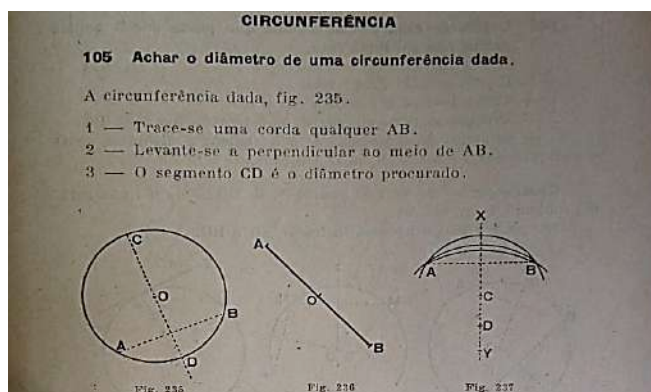 CIRCUNFERÊNCIA
105 Achar o diâmetro de uma circunferência dada.
A circunferência dada, fig. 235.
1 — Trace-se uma corda qualquer AB.
2 — Levante-se a perpendicular ao meio de AB.
3 — O segmento CD é o diâmetro procurado.
C
O
A
B
D
Fig. 235
A
O
B
Fig. 236
X
A
B
C
D
Y
Fig. 237